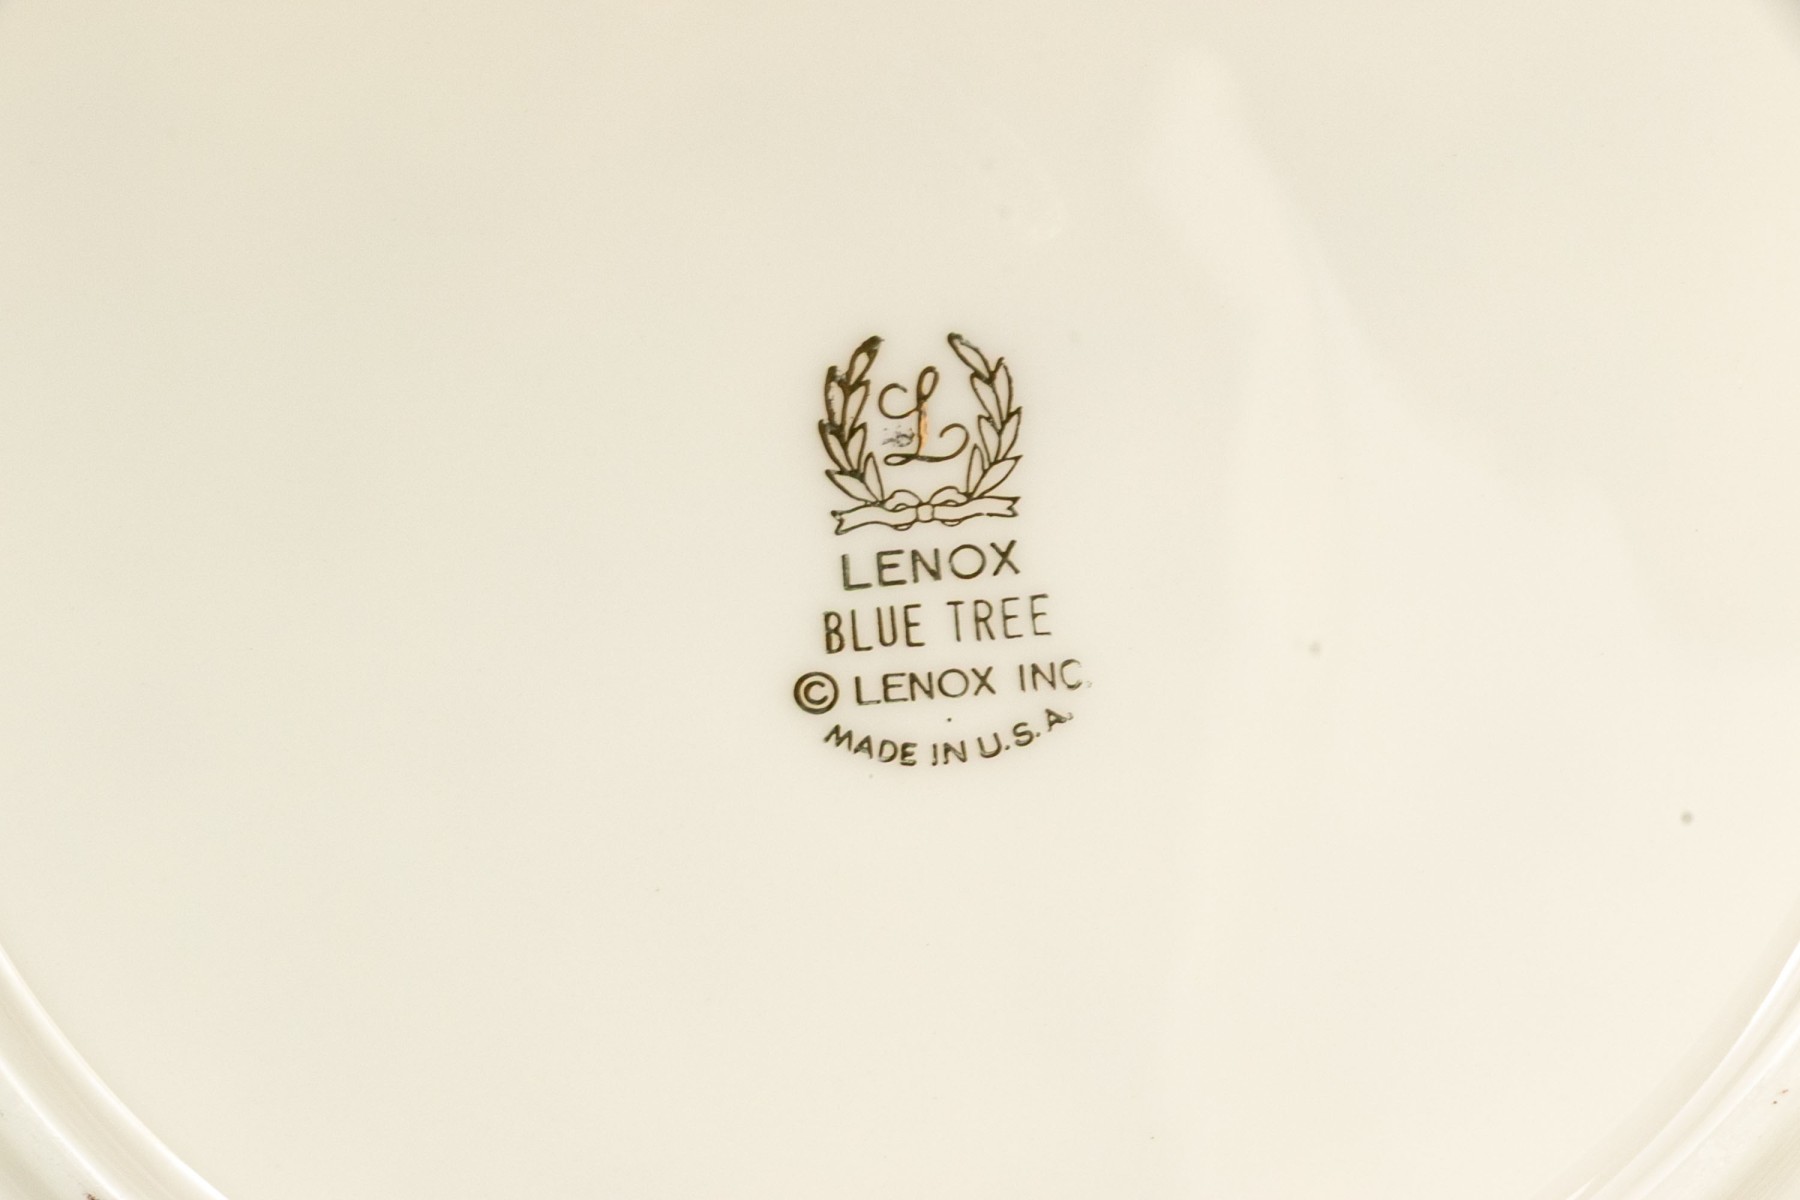 L
LENOX
BLUE TREE
© LENOX INC.
MADE IN U.S.A.